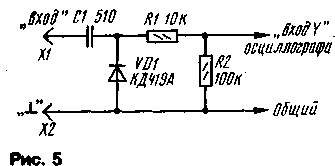 „Вход" C1 510
R1 10к
„Вход Y"
осциллографа
X1
VD1
КД419А
R2
100к
„⊥"
Общий
X2
Рис. 5